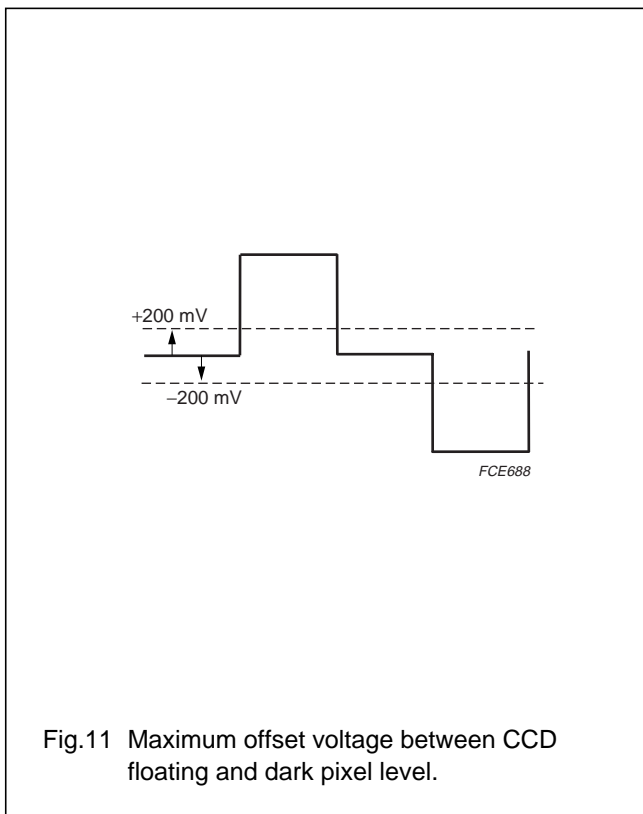 +200 mV
−200 mV
FCE688
Fig.11 Maximum offset voltage between CCD
floating and dark pixel level.